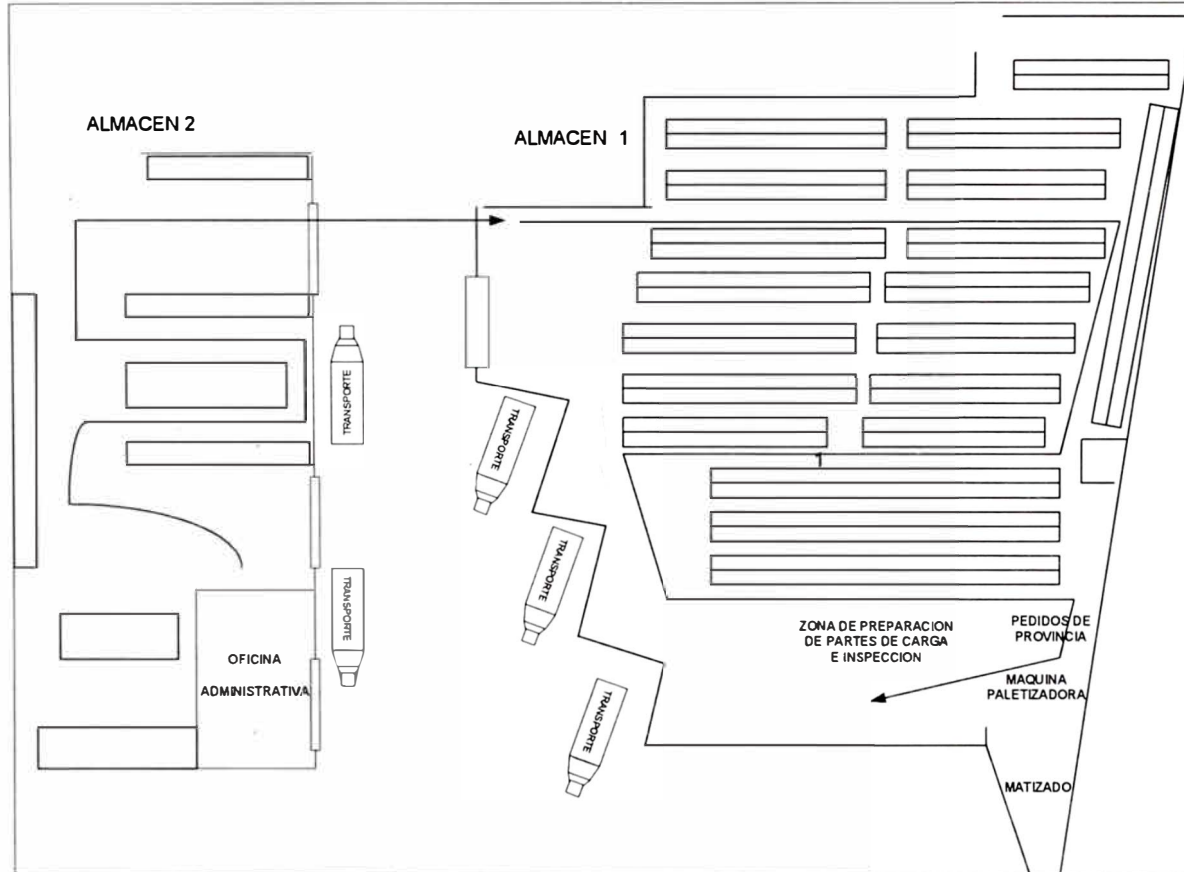 ALMACEN 2
ALMACEN 1
TRANSPORTE
TRANSPORTE
TRANSPORTE
1
TRANSPORTE
TRANSPORTE
OFICINA
ADMINISTRATIVA
ZONA DE PREPARACION
DE PARTES DE CARGA
E INSPECCION
PEDIDOS DE
PROVINCIA
MAQUINA
PALETIZADORA
MATIZADO